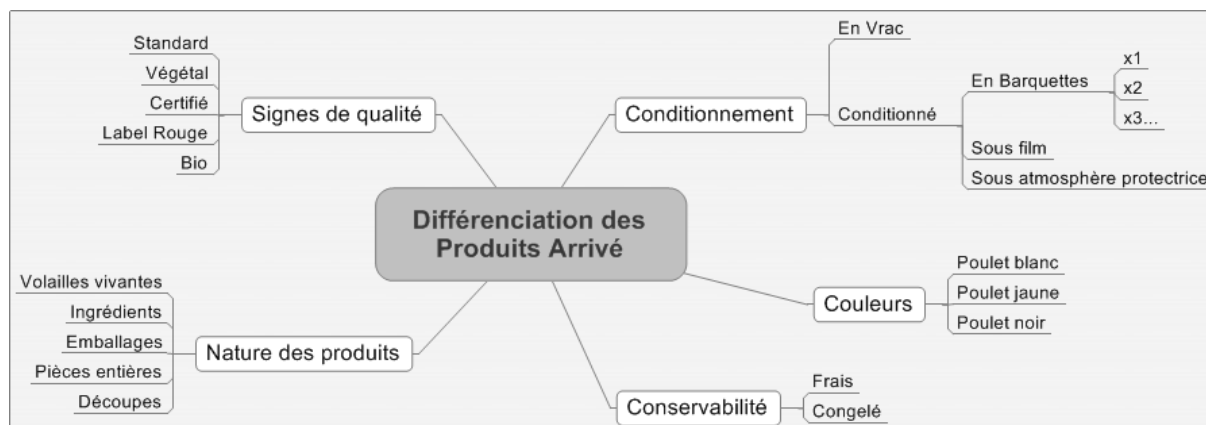 Standard
Végétal
Certifié
Label Rouge
Bio
Signes de qualité
Conditionnement
En Vrac
Conditionné
En Barquettes
x1
x2
x3...
Sous film
Sous atmosphère protectrice
Différenciation des
Produits Arrivé
Volailles vivantes
Ingrédients
Emballages
Pièces entières
Découpes
Nature des produits
Couleurs
Poulet blanc
Poulet jaune
Poulet noir
Conservabilité
Frais
Congelé